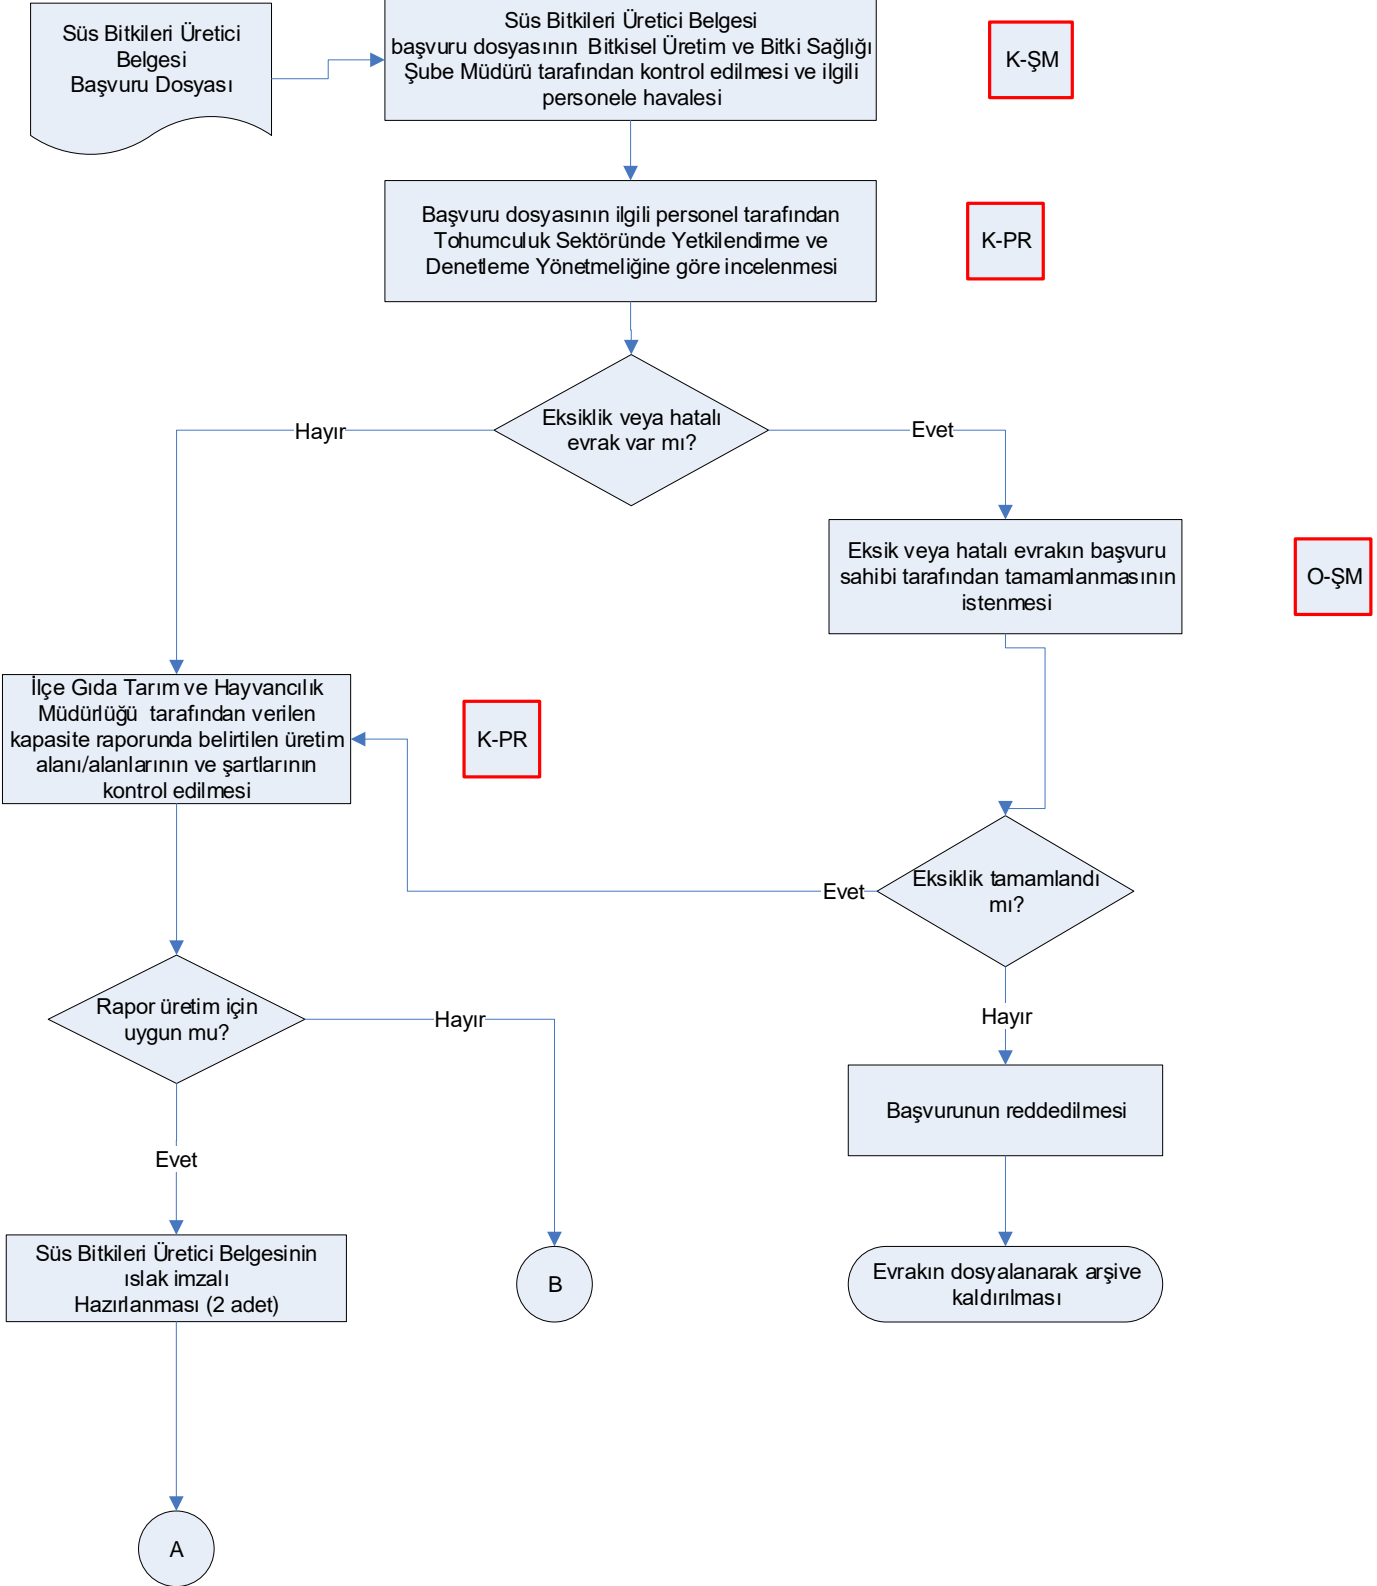 Süs Bitkileri Üretici
Belgesi
Başvuru Dosyası
Süs Bitkileri Üretici Belgesi
başvuru dosyasının Bitkisel Üretim ve Bitki Sağlığı
Şube Müdürü tarafından kontrol edilmesi ve ilgili
personele havalesi
K-ŞM
Başvuru dosyasının ilgili personel tarafından
Tohumculuk Sektöründe Yetkilendirme ve
Denetleme Yönetmeliğine göre incelenmesi
K-PR
Eksiklik veya hatalı
evrak var mı?
Hayır
Evet
Eksik veya hatalı evrakın başvuru
sahibi tarafından tamamlanmasının
istenmesi
O-ŞM
İlçe Gıda Tarım ve Hayvancılık
Müdürlüğü tarafından verilen
kapasite raporunda belirtilen üretim
alanı/alanlarının ve şartlarının
kontrol edilmesi
K-PR
Eksiklik tamamlandı
mı?
Evet
Hayır
Rapor üretim için
uygun mu?
Hayır
Evet
Başvurunun reddedilmesi
Süs Bitkileri Üretici Belgesinin
ıslak imzalı
Hazırlanması (2 adet)
B
Evrakın dosyalanarak arşive
kaldırılması
A